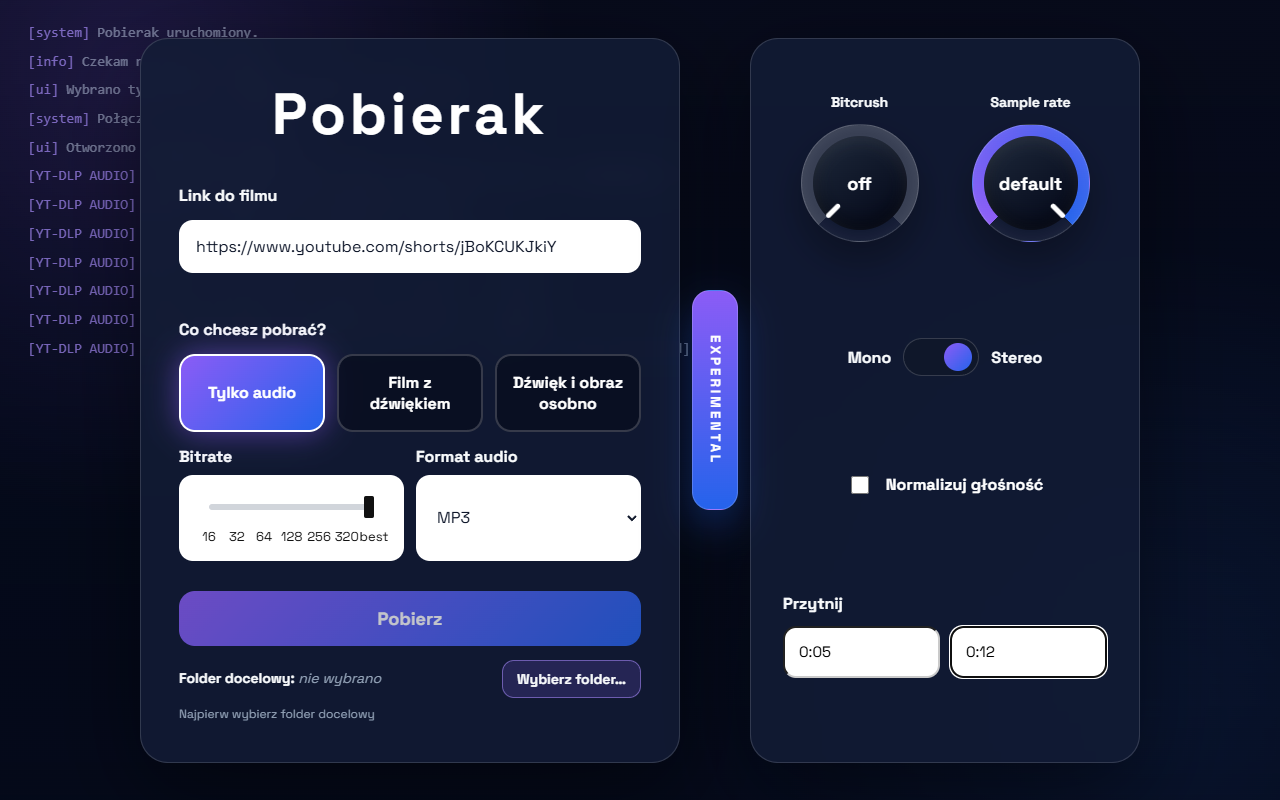 [system] Pobierak uruchomiony.
[info] Czekam
[ui] Wybrano
[system]
[ui] Otworzono
[YT-DLP AUDIO]
[YT-DLP AUDIO]
[YT-DLP AUDIO]
[YT-DLP AUDIO]
[YT-DLP AUDIO]
[YT-DLP AUDIO]
[YT-DLP AUDIO]
Pobierak
Link do filmu
https://www.youtube.com/shorts/jBoKCUKJkiY
Co chcesz pobrać?
Tylko audio
Film z
dźwiękiem
Dźwięk i obraz
osobno
Bitrate
Format audio
16 32 64 128 256 320 best
MP3
Pobierz
Folder docelowy: nie wybrano
Wybierz folder...
Najpierw wybierz folder docelowy
EXPERIMENTAL
Bitcrush
Sample rate
off
default
Mono
Stereo
Normalizuj głośność
Przytnij
0:05
0:12